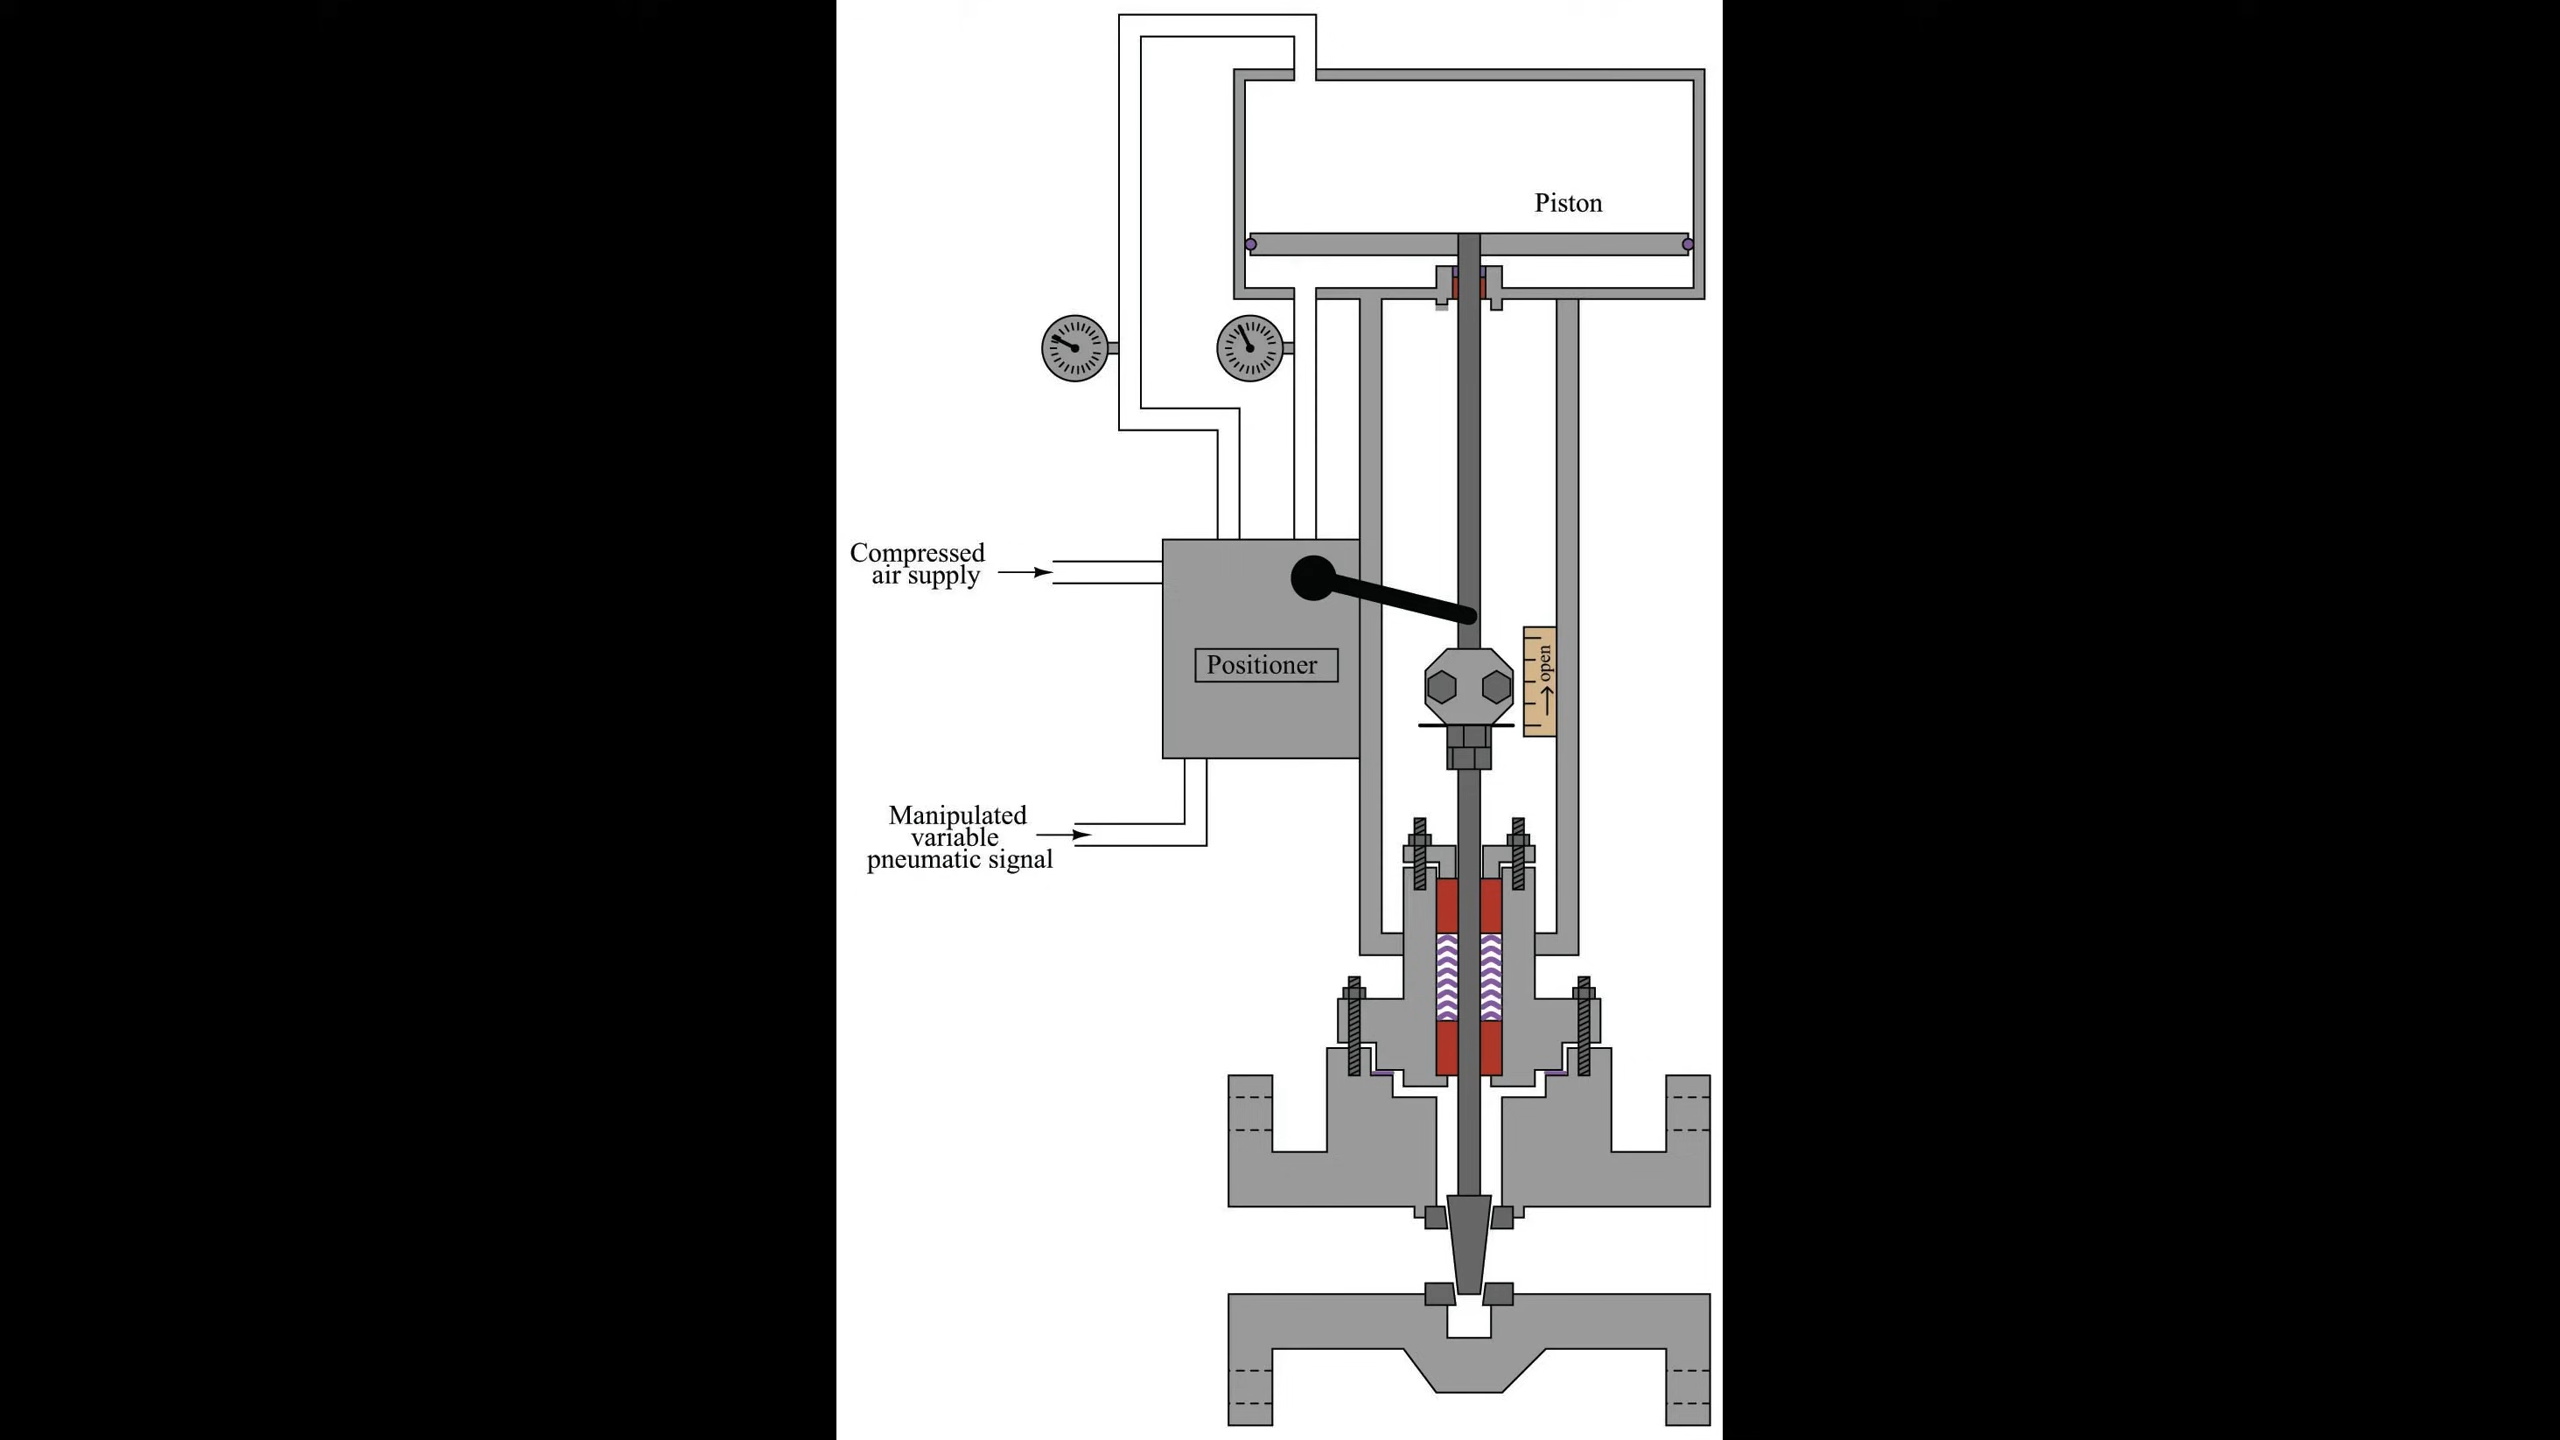 Piston
Compressed
air supply
open
Positioner
Manipulated
variable
pneumatic signal